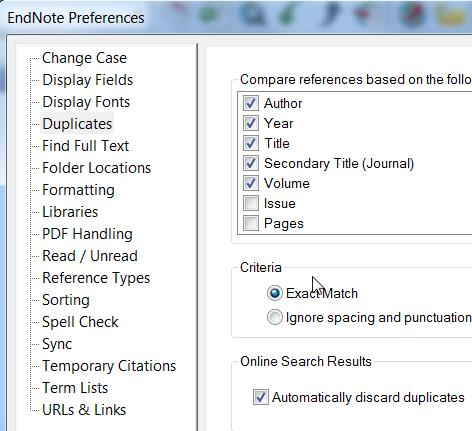 EndNote Preferences
Change Case
Display Fields
Display Fonts
Duplicates
Find Full Text
Folder Locations
Formatting
Libraries
PDF Handling
Read / Unread
Reference Types
Sorting
Spell Check
Sync
Temporary Citations
Term Lists
URLs & Links
Compare references based on the follo
Author
Year
Title
Secondary Title (Journal)
Volume
Issue
Pages
Criteria
Exact Match
Ignore spacing and punctuation
Online Search Results
Automatically discard duplicates